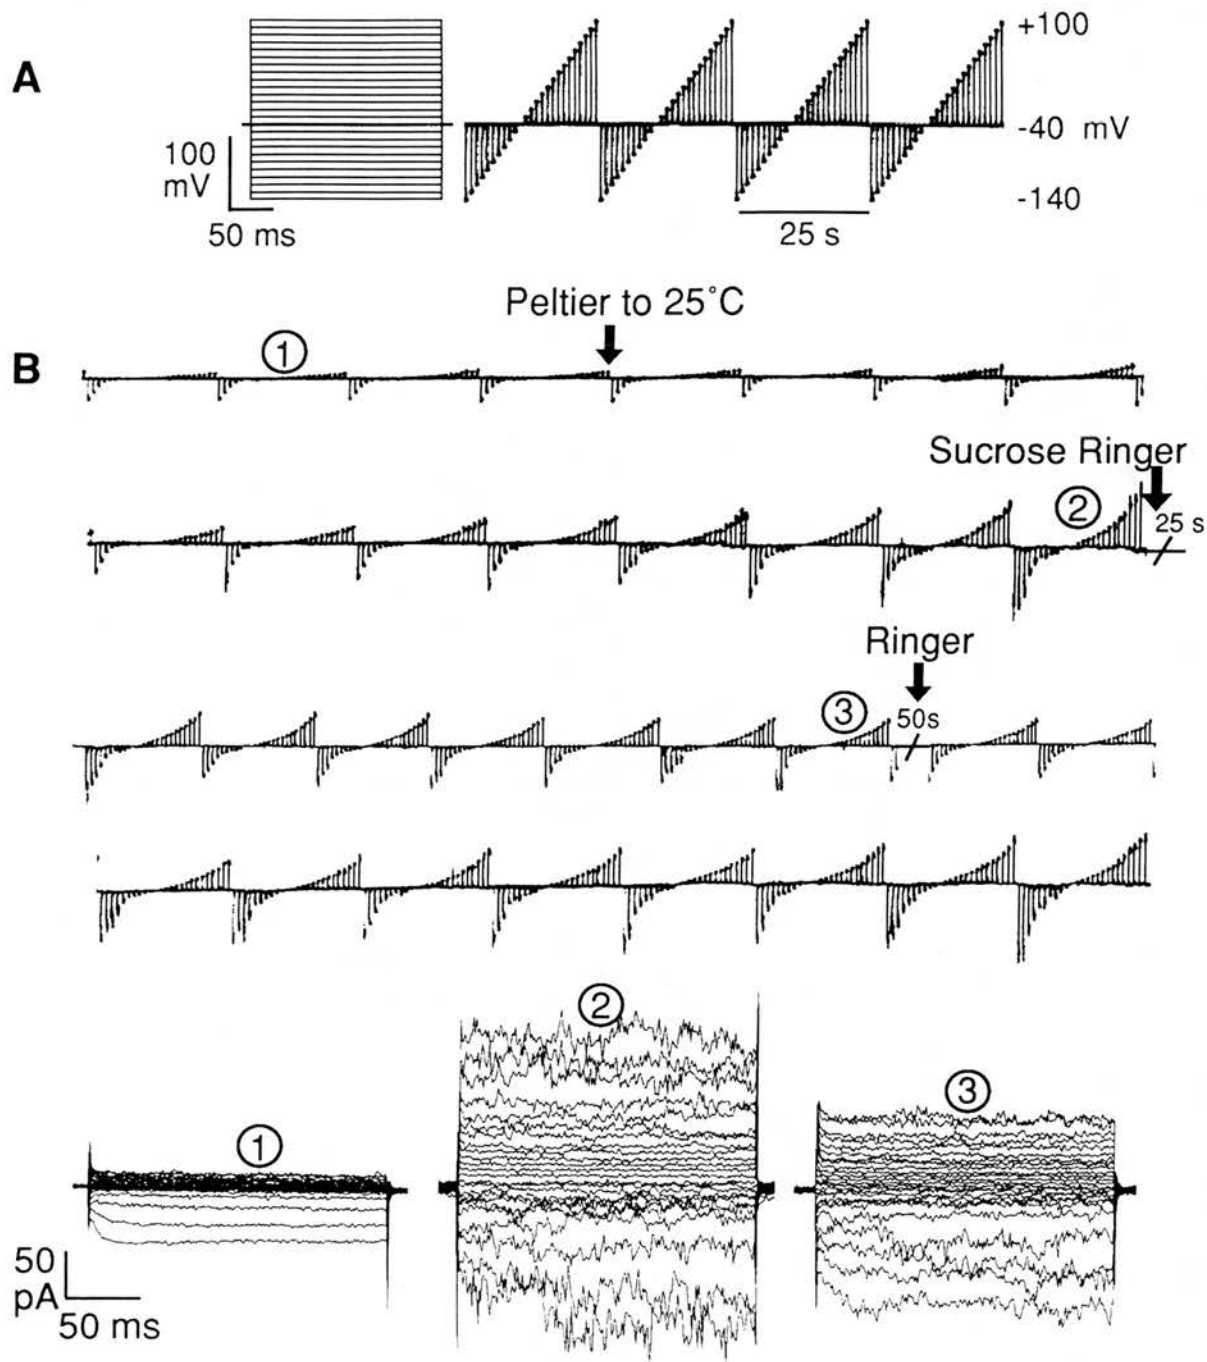 A
100
mV
50 ms
+100
-40 mV
-140
25 s
B
Peltier to 25°C
1
Sucrose Ringer
2
25 s
Ringer
3
50s
1
2
3
50
pA
50 ms